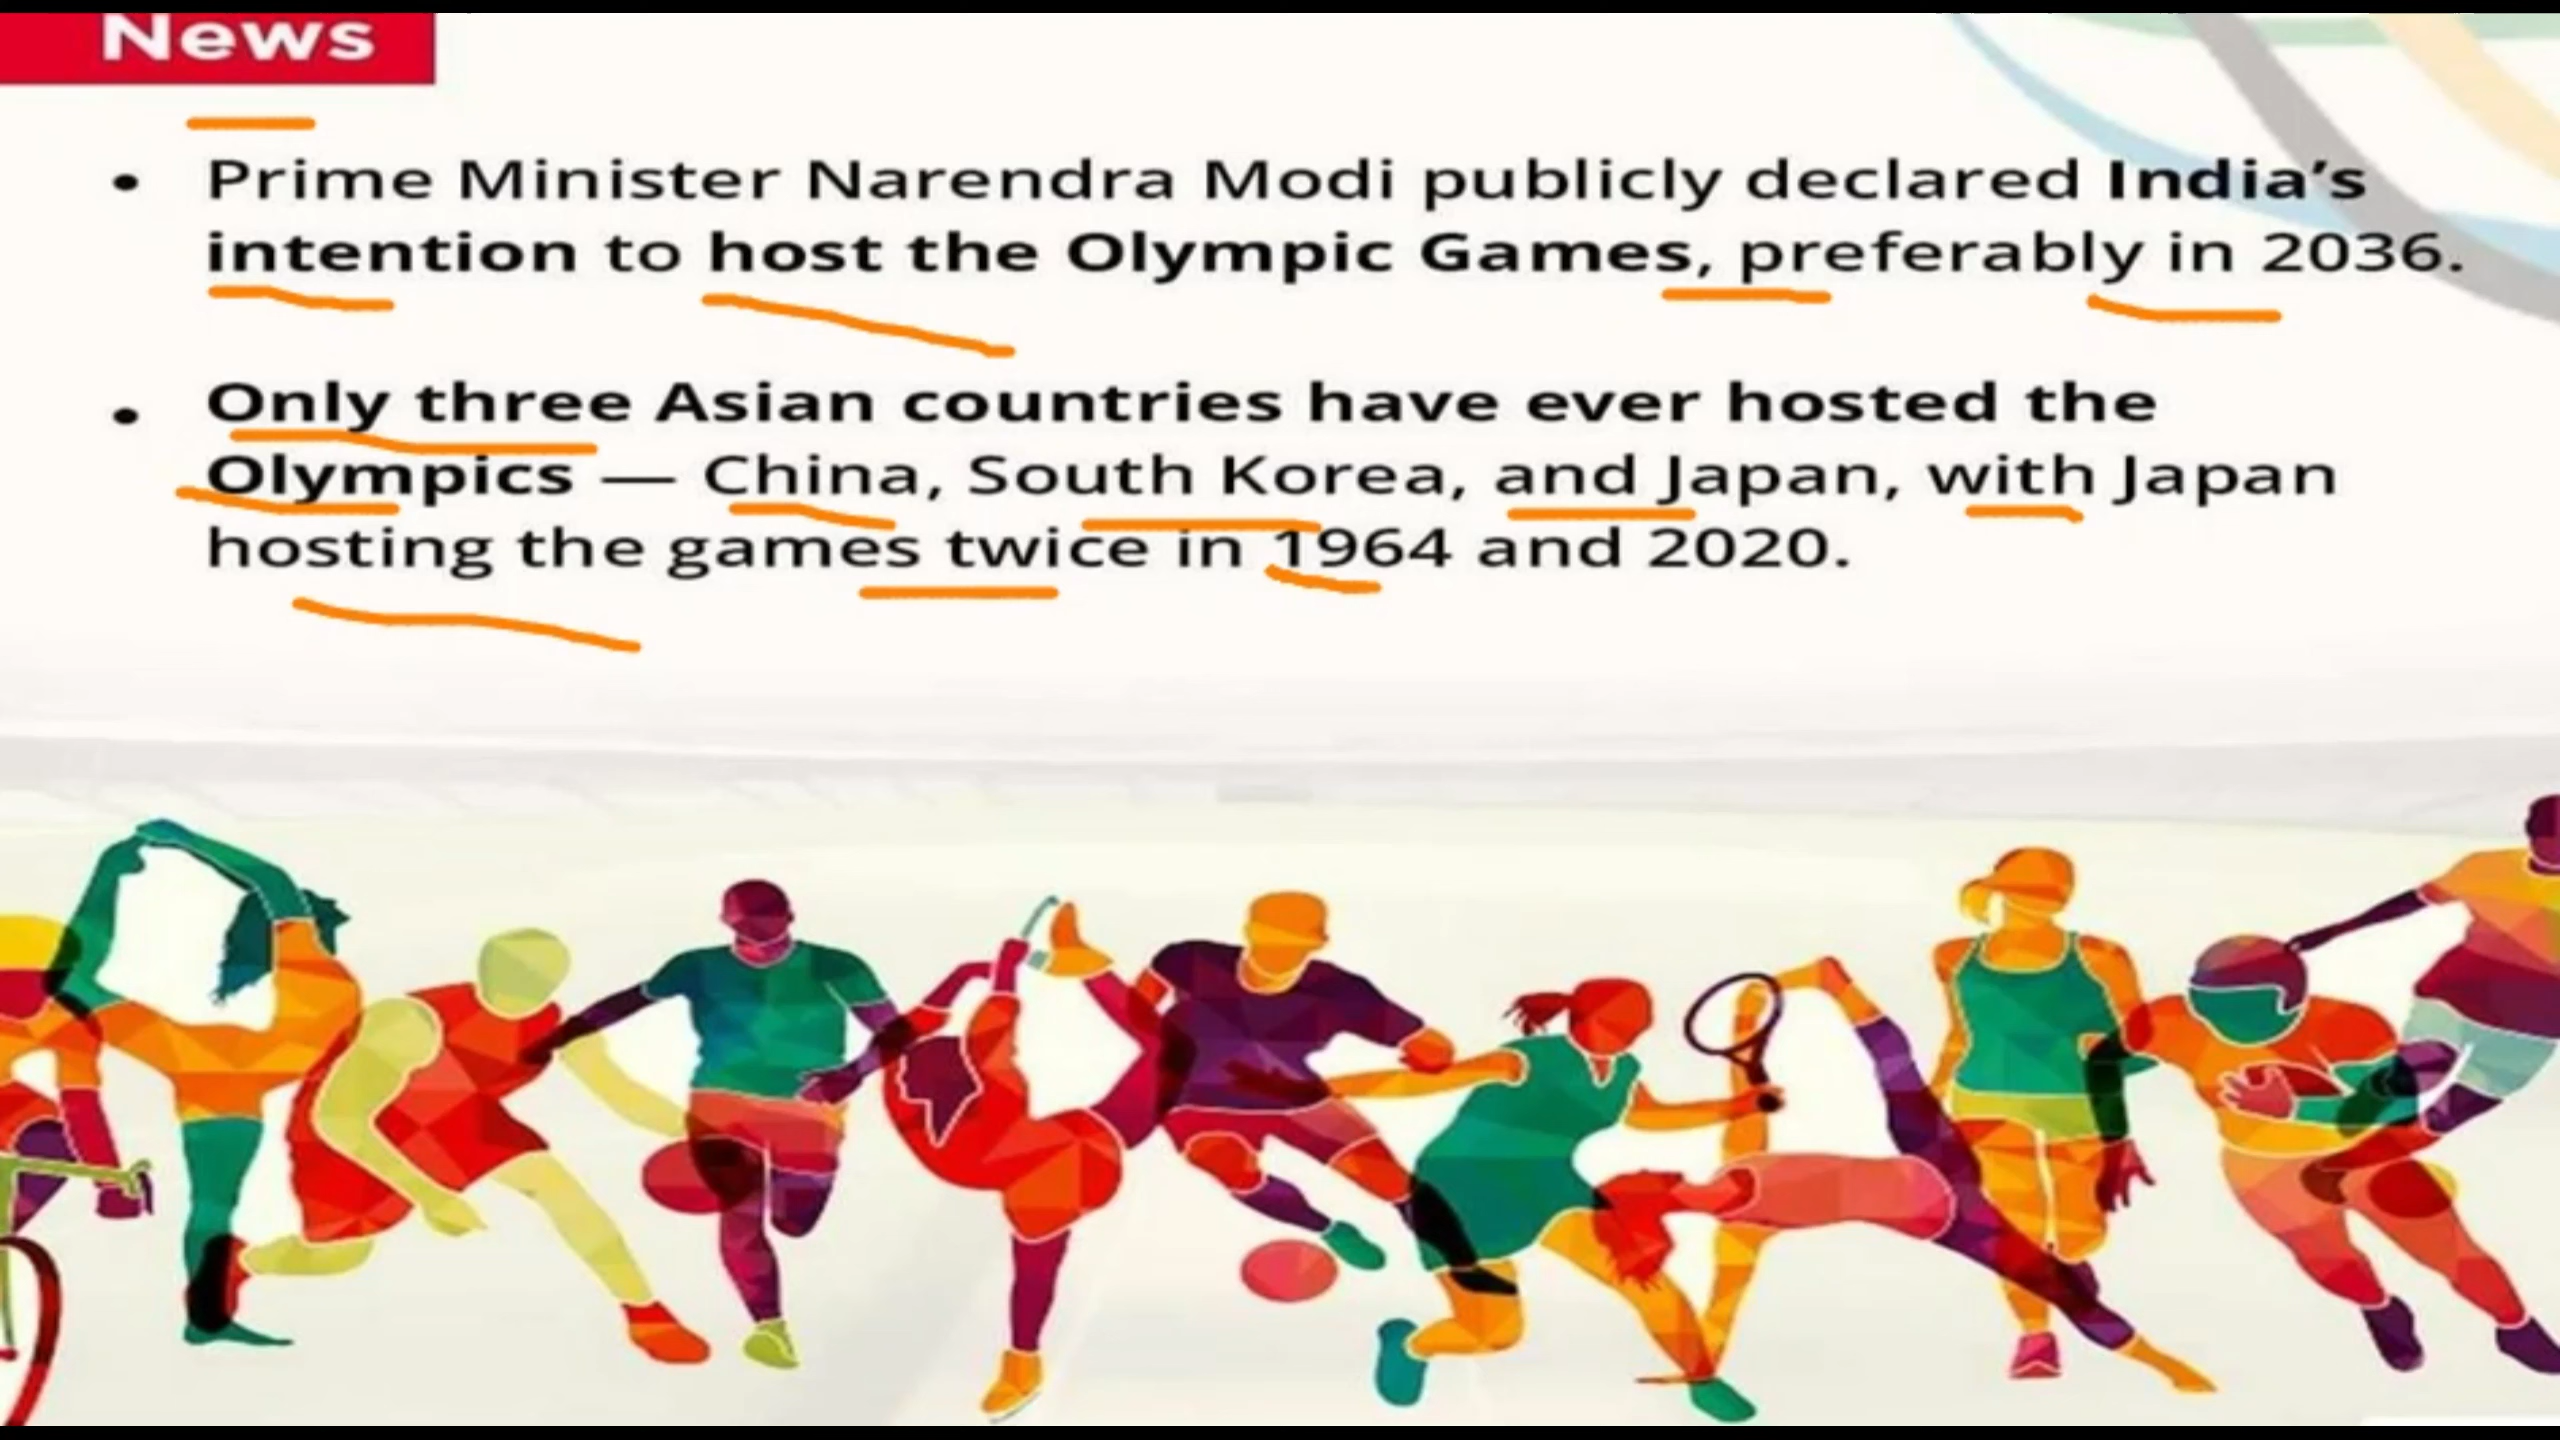 News
• Prime Minister Narendra Modi publicly declared India’s
intention to host the Olympic Games, preferably in 2036.
• Only three Asian countries have ever hosted the
Olympics — China, South Korea, and Japan, with Japan
hosting the games twice in 1964 and 2020.